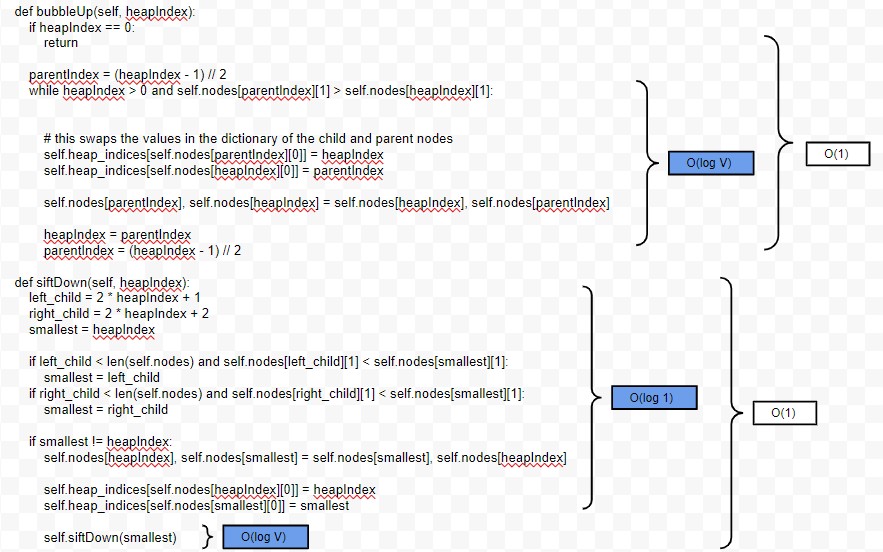 def bubbleUp(self, heapIndex):
if heapIndex == 0:
return
parentIndex = (heapIndex - 1) // 2
while heapIndex > 0 and self.nodes[parentIndex][1] > self.nodes[heapIndex][1]:
# this swaps the values in the dictionary of the child and parent nodes
self.heap_indices[self.nodes[parentIndex][0]] = heapIndex
self.heap_indices[self.nodes[heapIndex][0]] = parentIndex
self.nodes[parentIndex], self.nodes[heapIndex] = self.nodes[heapIndex], self.nodes[parentIndex]
heapIndex = parentIndex
parentIndex = (heapIndex - 1) // 2
O(log V)
O(1)
def siftDown(self, heapIndex):
left_child = 2 * heapIndex + 1
right_child = 2 * heapIndex + 2
smallest = heapIndex
if left_child < len(self.nodes) and self.nodes[left_child][1] < self.nodes[smallest][1]:
smallest = left_child
if right_child < len(self.nodes) and self.nodes[right_child][1] < self.nodes[smallest][1]:
smallest = right_child
if smallest != heapIndex:
self.nodes[heapIndex], self.nodes[smallest] = self.nodes[smallest], self.nodes[heapIndex]
self.heap_indices[self.nodes[heapIndex][0]] = heapIndex
self.heap_indices[self.nodes[smallest][0]] = smallest
O(log 1)
O(1)
self.siftDown(smallest)
O(log V)